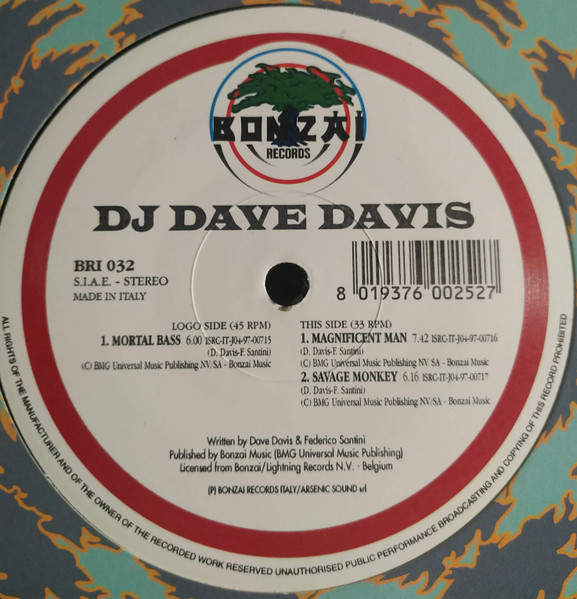 BONZAI
RECORDS
DJ DAVE DAVIS
BRI 032
S.I.A.E. - STEREO
MADE IN ITALY
8 019376 002527
LOGO SIDE (45 RPM)
1. MORTAL BASS 6.00 ISRC-IT-J04-97-00715
(D. Davis-F. Santini)
(C) BMG Universal Music Publishing NV/SA - Bonzai Music
THIS SIDE (33 RPM)
1. MAGNIFICENT MAN 7.42 ISRC-IT-J04-97-00716
(D. Davis-F. Santini)
(C) BMG Universal Music Publishing NV/SA - Bonzai Music
2. SAVAGE MONKEY 6.16 ISRC-IT-J04-97-00717
(D. Davis-F. Santini)
(C) BMG Universal Music Publishing NV/SA - Bonzai Music
Written by Dave Davis & Federico Santini
Published by Bonzai Music (BMG Universal Music Publishing)
Licensed from Bonzai/Lightning Records N.V. - Belgium
(P) BONZAI RECORDS ITALY/ARSENIC SOUND srl
ALL RIGHTS OF THE MANUFACTURER AND OF THE OWNER OF THE RECORDED WORK RESERVED UNAUTHORISED PUBLIC PERFORMANCE BROADCASTING AND COPYING OF THIS RECORD PROHIBITED